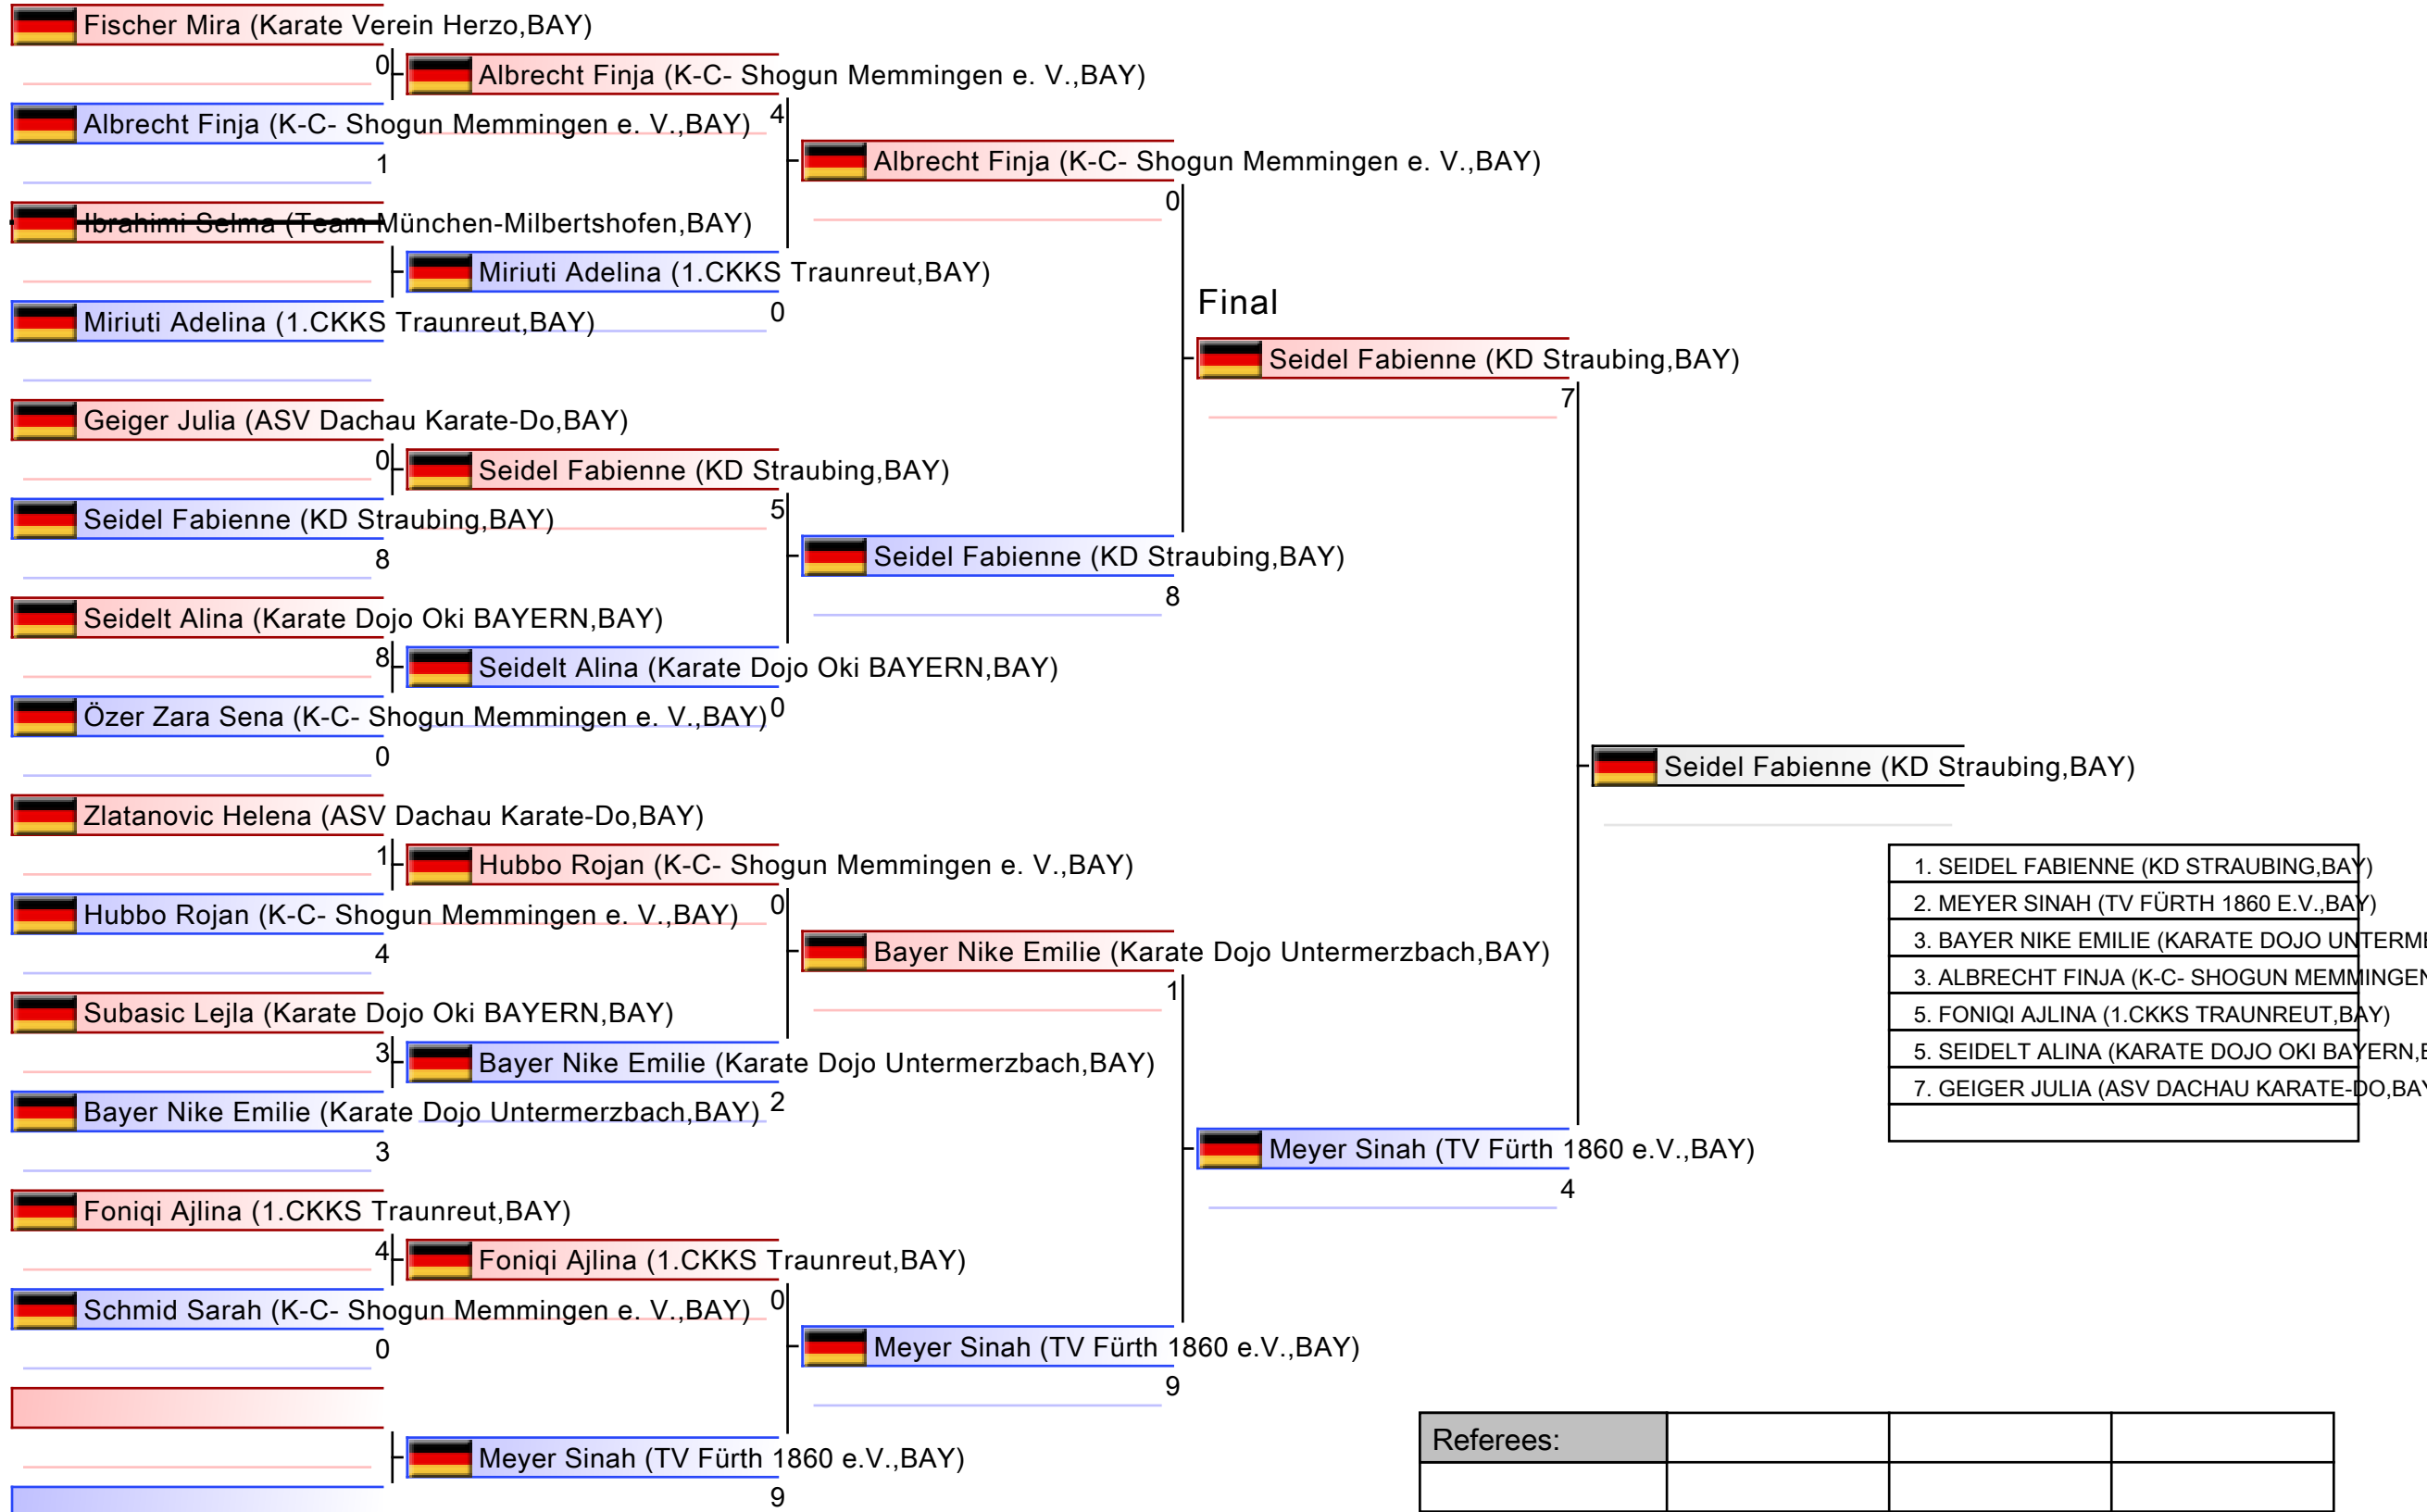 Fischer Mira (Karate Verein Herzo,BAY)
0
Albrecht Finja (K-C- Shogun Memmingen e. V.,BAY)
1
Ibrahimi Selma (Team München-Milbertshofen,BAY)
Miriuti Adelina (1.CKKS Traunreut,BAY)
Geiger Julia (ASV Dachau Karate-Do,BAY)
0
Seidel Fabienne (KD Straubing,BAY)
8
Seidelt Alina (Karate Dojo Oki BAYERN,BAY)
8
Özer Zara Sena (K-C- Shogun Memmingen e. V.,BAY)
0
Zlatanovic Helena (ASV Dachau Karate-Do,BAY)
1
Hubbo Rojan (K-C- Shogun Memmingen e. V.,BAY)
4
Subasic Lejla (Karate Dojo Oki BAYERN,BAY)
3
Bayer Nike Emilie (Karate Dojo Untermerzbach,BAY)
3
Foniqi Ajlina (1.CKKS Traunreut,BAY)
4
Schmid Sarah (K-C- Shogun Memmingen e. V.,BAY)
0
Albrecht Finja (K-C- Shogun Memmingen e. V.,BAY)
4
Miriuti Adelina (1.CKKS Traunreut,BAY)
0
Seidel Fabienne (KD Straubing,BAY)
5
Seidelt Alina (Karate Dojo Oki BAYERN,BAY)
0
Hubbo Rojan (K-C- Shogun Memmingen e. V.,BAY)
0
Bayer Nike Emilie (Karate Dojo Untermerzbach,BAY)
2
Foniqi Ajlina (1.CKKS Traunreut,BAY)
0
Meyer Sinah (TV Fürth 1860 e.V.,BAY)
9
Albrecht Finja (K-C- Shogun Memmingen e. V.,BAY)
0
Seidel Fabienne (KD Straubing,BAY)
8
Bayer Nike Emilie (Karate Dojo Untermerzbach,BAY)
1
Meyer Sinah (TV Fürth 1860 e.V.,BAY)
9
Final
Seidel Fabienne (KD Straubing,BAY)
7
Meyer Sinah (TV Fürth 1860 e.V.,BAY)
4
Seidel Fabienne (KD Straubing,BAY)
1. SEIDEL FABIENNE (KD STRAUBING,BAY)
2. MEYER SINAH (TV FÜRTH 1860 E.V.,BAY)
3. BAYER NIKE EMILIE (KARATE DOJO UNTERME
3. ALBRECHT FINJA (K-C- SHOGUN MEMMINGEN
5. FONIQI AJLINA (1.CKKS TRAUNREUT,BAY)
5. SEIDELT ALINA (KARATE DOJO OKI BAYERN,B
7. GEIGER JULIA (ASV DACHAU KARATE-DO,BAY
Referees: